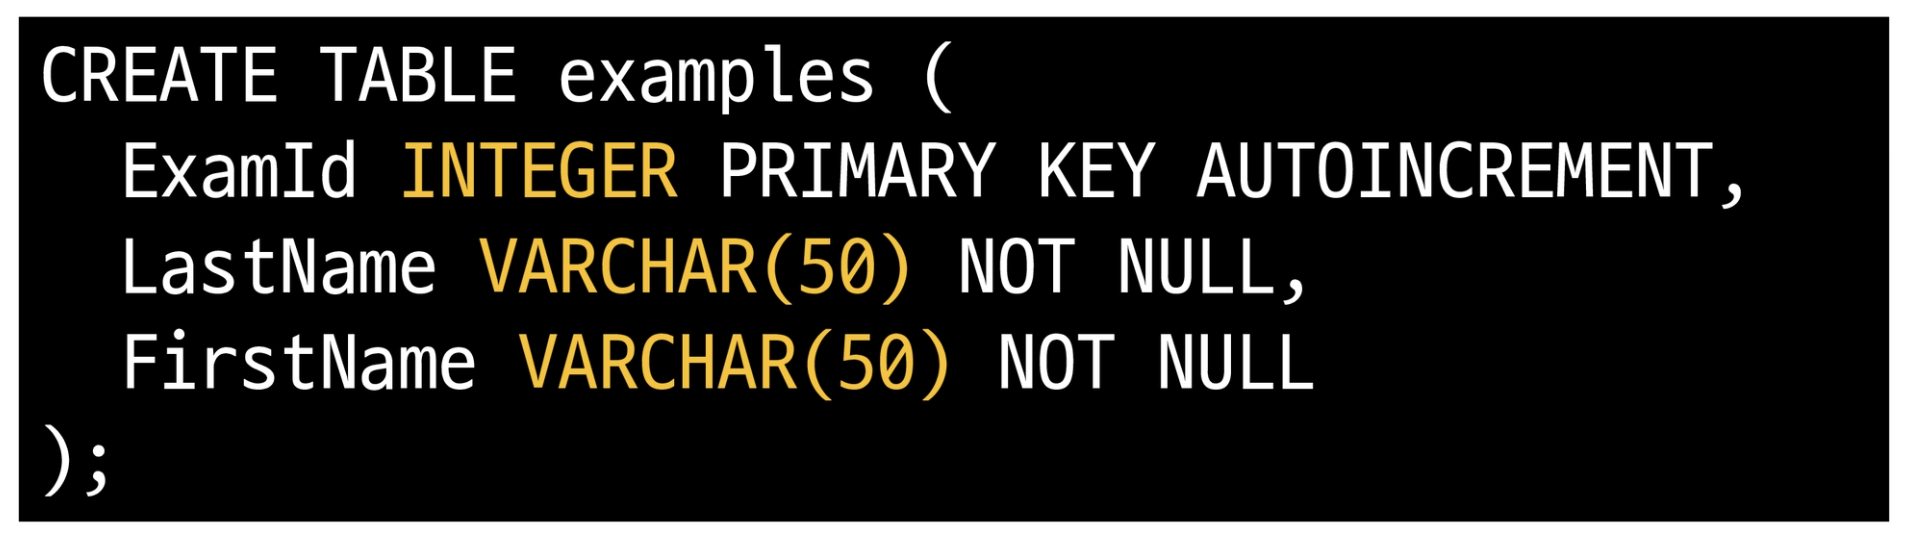 CREATE TABLE examples (
  ExamId INTEGER PRIMARY KEY AUTOINCREMENT,
  LastName VARCHAR(50) NOT NULL,
  FirstName VARCHAR(50) NOT NULL
);